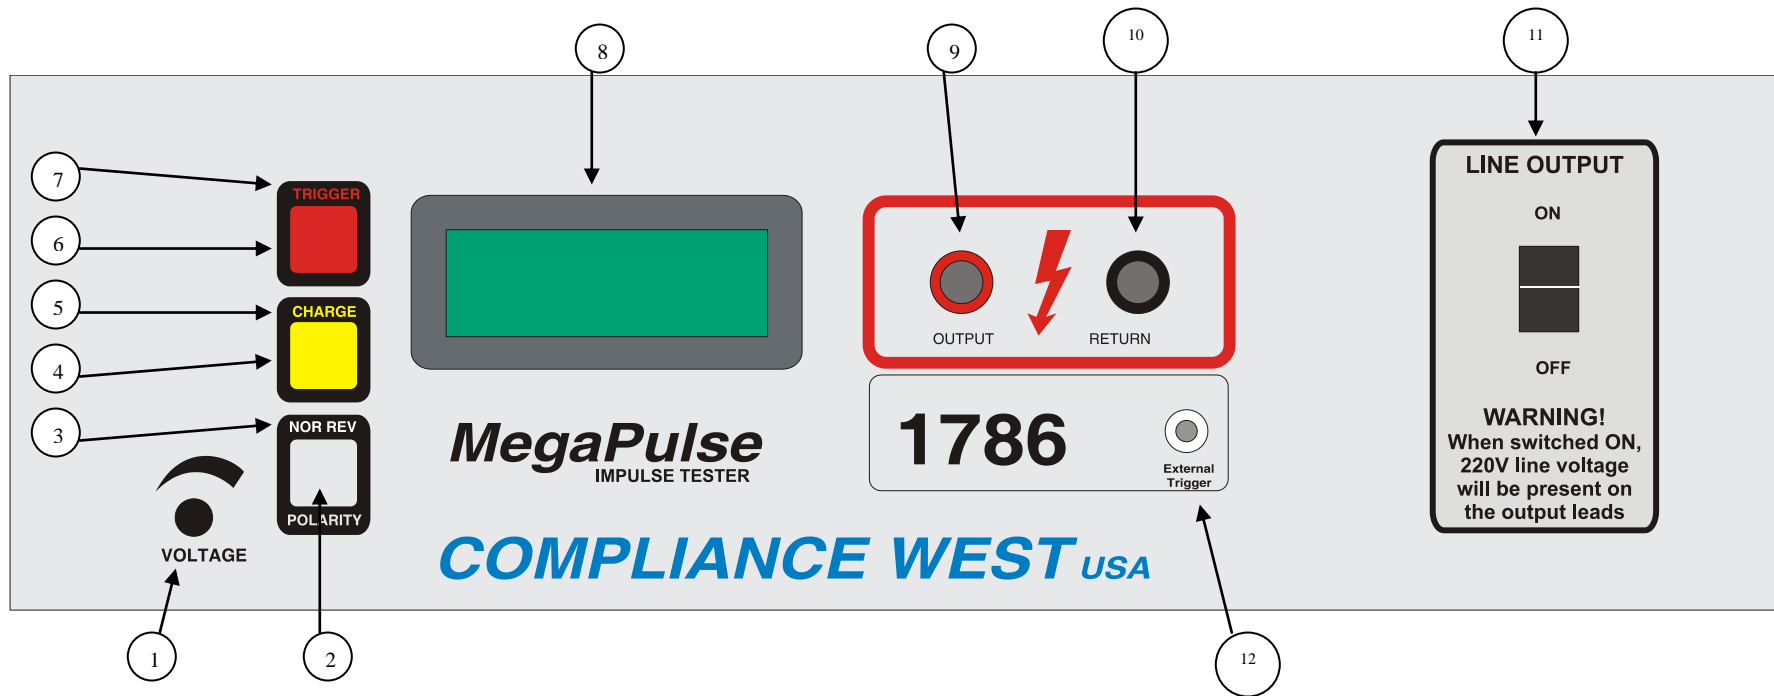 8
9
10
11
7
6
5
4
3
TRIGGER
CHARGE
NOR REV
POLARITY
VOLTAGE
OUTPUT
RETURN
MegaPulse
IMPULSE TESTER
1786
External
Trigger
COMPLIANCE WEST USA
LINE OUTPUT
ON
OFF
WARNING!
When switched ON,
220V line voltage
will be present on
the output leads
1
2
12